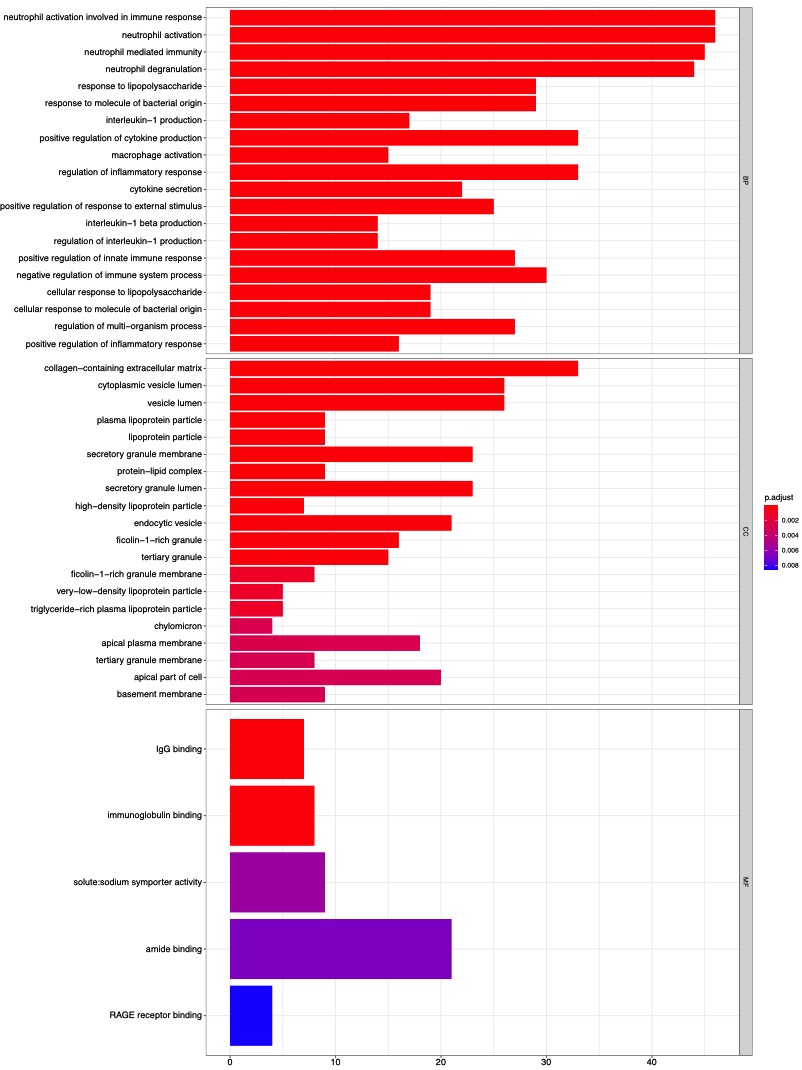 neutrophil activation involved in immune response
neutrophil activation
neutrophil mediated immunity
neutrophil degranulation
response to lipopolysaccharide
response to molecule of bacterial origin
interleukin−1 production
positive regulation of cytokine production
macrophage activation
regulation of inflammatory response
cytokine secretion
positive regulation of response to external stimulus
interleukin−1 beta production
regulation of interleukin−1 production
positive regulation of innate immune response
negative regulation of immune system process
cellular response to lipopolysaccharide
cellular response to molecule of bacterial origin
regulation of multi−organism process
positive regulation of inflammatory response
BP
collagen−containing extracellular matrix
cytoplasmic vesicle lumen
vesicle lumen
plasma lipoprotein particle
lipoprotein particle
secretory granule membrane
protein−lipid complex
secretory granule lumen
high−density lipoprotein particle
endocytic vesicle
ficolin−1−rich granule
tertiary granule
ficolin−1−rich granule membrane
very−low−density lipoprotein particle
triglyceride−rich plasma lipoprotein particle
chylomicron
apical plasma membrane
tertiary granule membrane
apical part of cell
basement membrane
CC
IgG binding
immunoglobulin binding
solute:sodium symporter activity
amide binding
RAGE receptor binding
MF
0 10 20 30 40
p.adjust
0.002
0.004
0.006
0.008